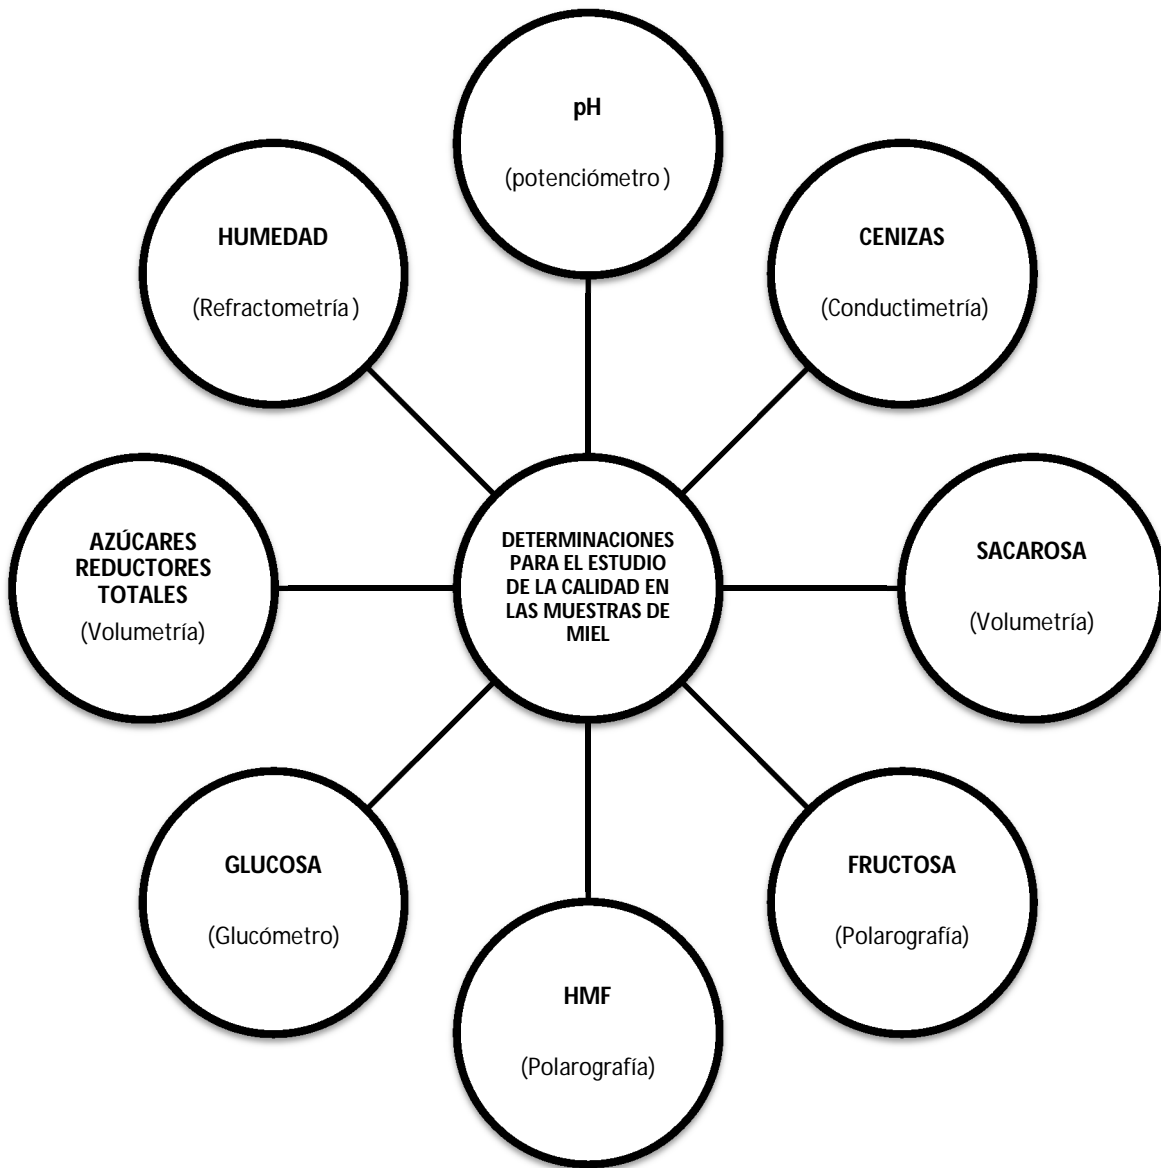 pH
(potenciómetro)
HUMEDAD
(Refractometría)
CENIZAS
(Conductimetría)
AZÚCARES
REDUCTORES
TOTALES
(Volumetría)
DETERMINACIONES
PARA EL ESTUDIO
DE LA CALIDAD EN
LAS MUESTRAS DE
MIEL
SACAROSA
(Volumetría)
GLUCOSA
(Glucómetro)
FRUCTOSA
(Polarografía)
HMF
(Polarografía)